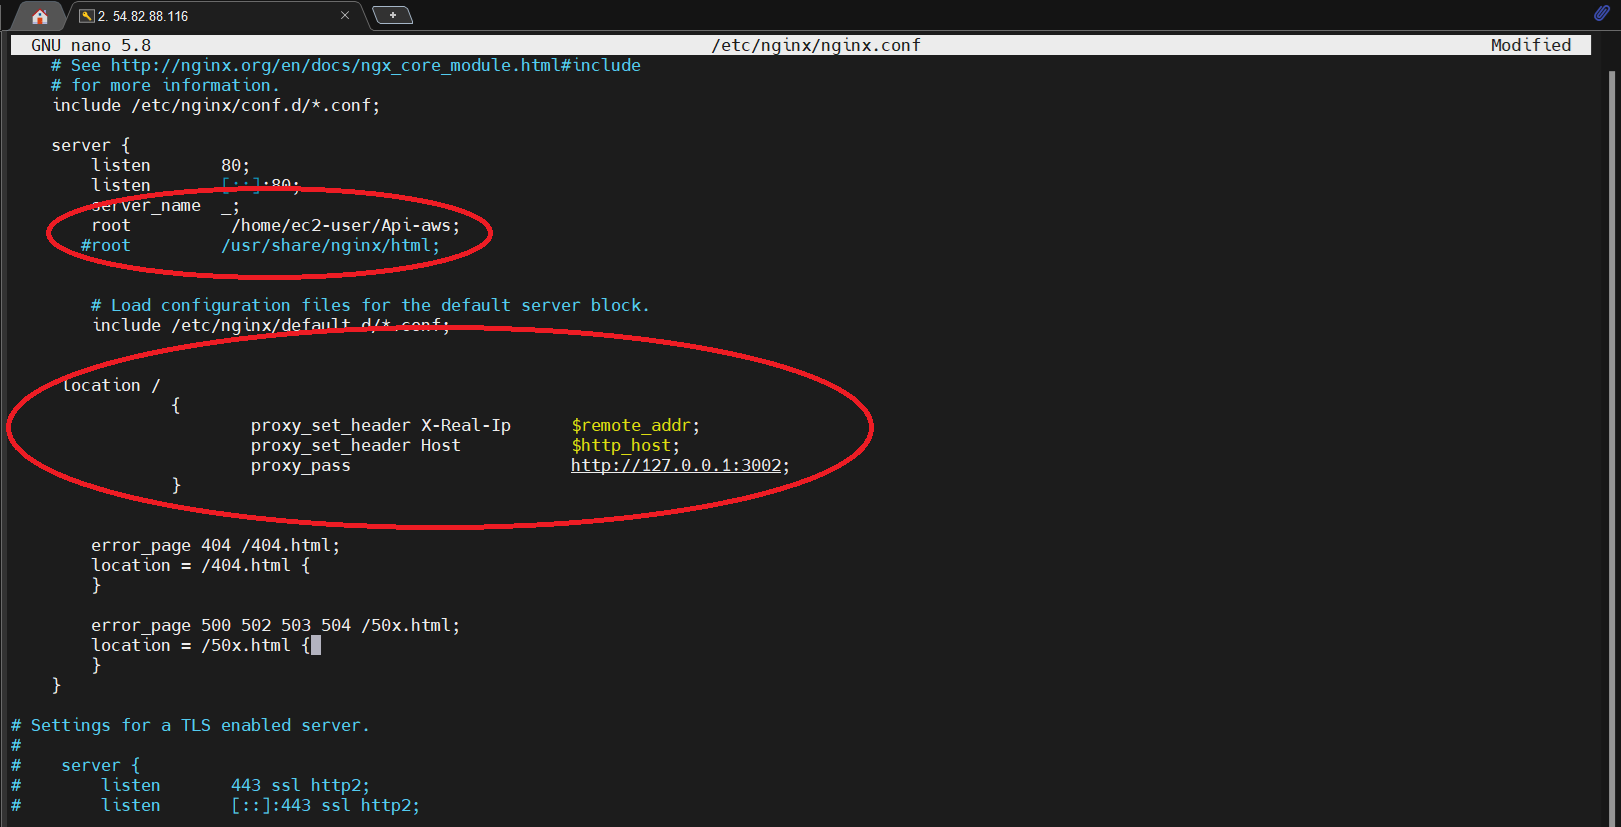 2. 54.82.88.116
GNU nano 5.8 /etc/nginx/nginx.conf Modified
# See http://nginx.org/en/docs/ngx_core_module.html#include
# for more information.
include /etc/nginx/conf.d/*.conf;
server {
listen 80;
listen [::]:80;
server_name _;
root /home/ec2-user/Api-aws;
#root /usr/share/nginx/html;
# Load configuration files for the default server block.
include /etc/nginx/default.d/*.conf;
location /
{
proxy_set_header X-Real-Ip $remote_addr;
proxy_set_header Host $http_host;
proxy_pass http://127.0.0.1:3002;
}
error_page 404 /404.html;
location = /404.html {
}
error_page 500 502 503 504 /50x.html;
location = /50x.html {
}
}
# Settings for a TLS enabled server.
#
# server {
# listen 443 ssl http2;
# listen [::]:443 ssl http2;